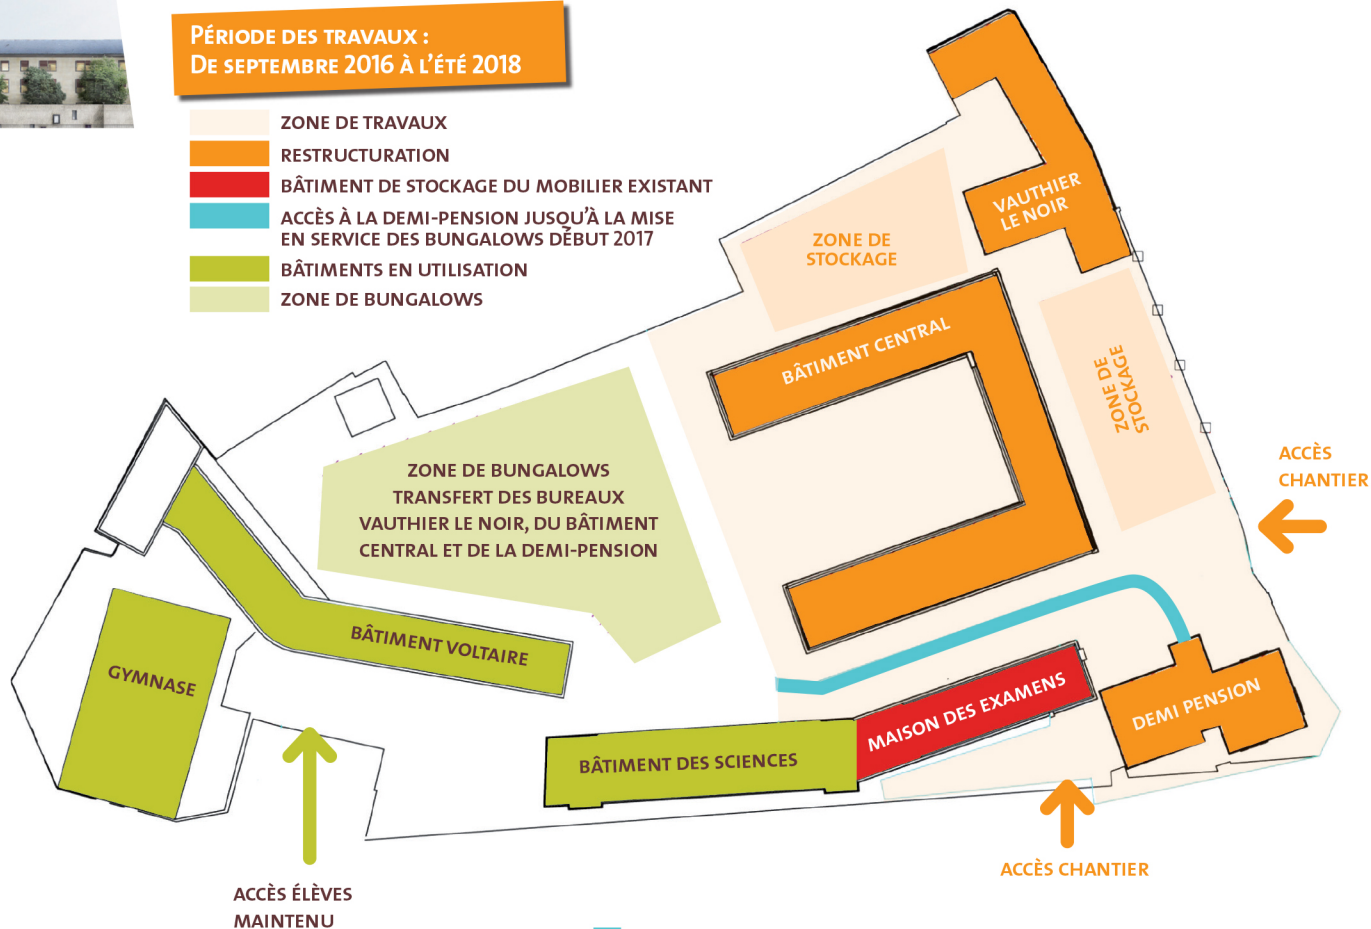 PÉRIODE DES TRAVAUX :
DE SEPTEMBRE 2016 À L'ÉTÉ 2018
ZONE DE TRAVAUX
RESTRUCTURATION
BÂTIMENT DE STOCKAGE DU MOBILIER EXISTANT
ACCÈS À LA DEMI-PENSION JUSQU'À LA MISE
EN SERVICE DES BUNGALOWS DÉBUT 2017
BÂTIMENTS EN UTILISATION
ZONE DE BUNGALOWS
VAUTHIER
LE NOIR
ZONE DE
STOCKAGE
BÂTIMENT CENTRAL
ZONE DE
STOCKAGE
ACCÈS
CHANTIER
ZONE DE BUNGALOWS
TRANSFERT DES BUREAUX
VAUTHIER LE NOIR, DU BÂTIMENT
CENTRAL ET DE LA DEMI-PENSION
BÂTIMENT VOLTAIRE
GYMNASE
MAISON DES EXAMENS
DEMI PENSION
BÂTIMENT DES SCIENCES
ACCÈS CHANTIER
ACCÈS ÉLÈVES
MAINTENU